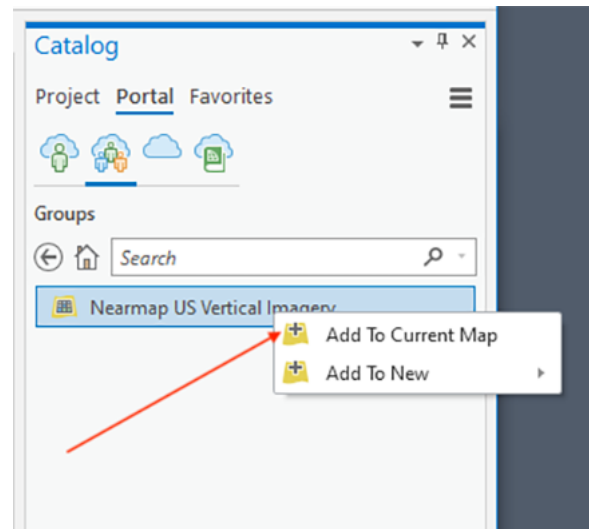 Catalog
Project Portal Favorites
Groups
Search
Nearmap US Vertical Imagery
Add To Current Map
Add To New